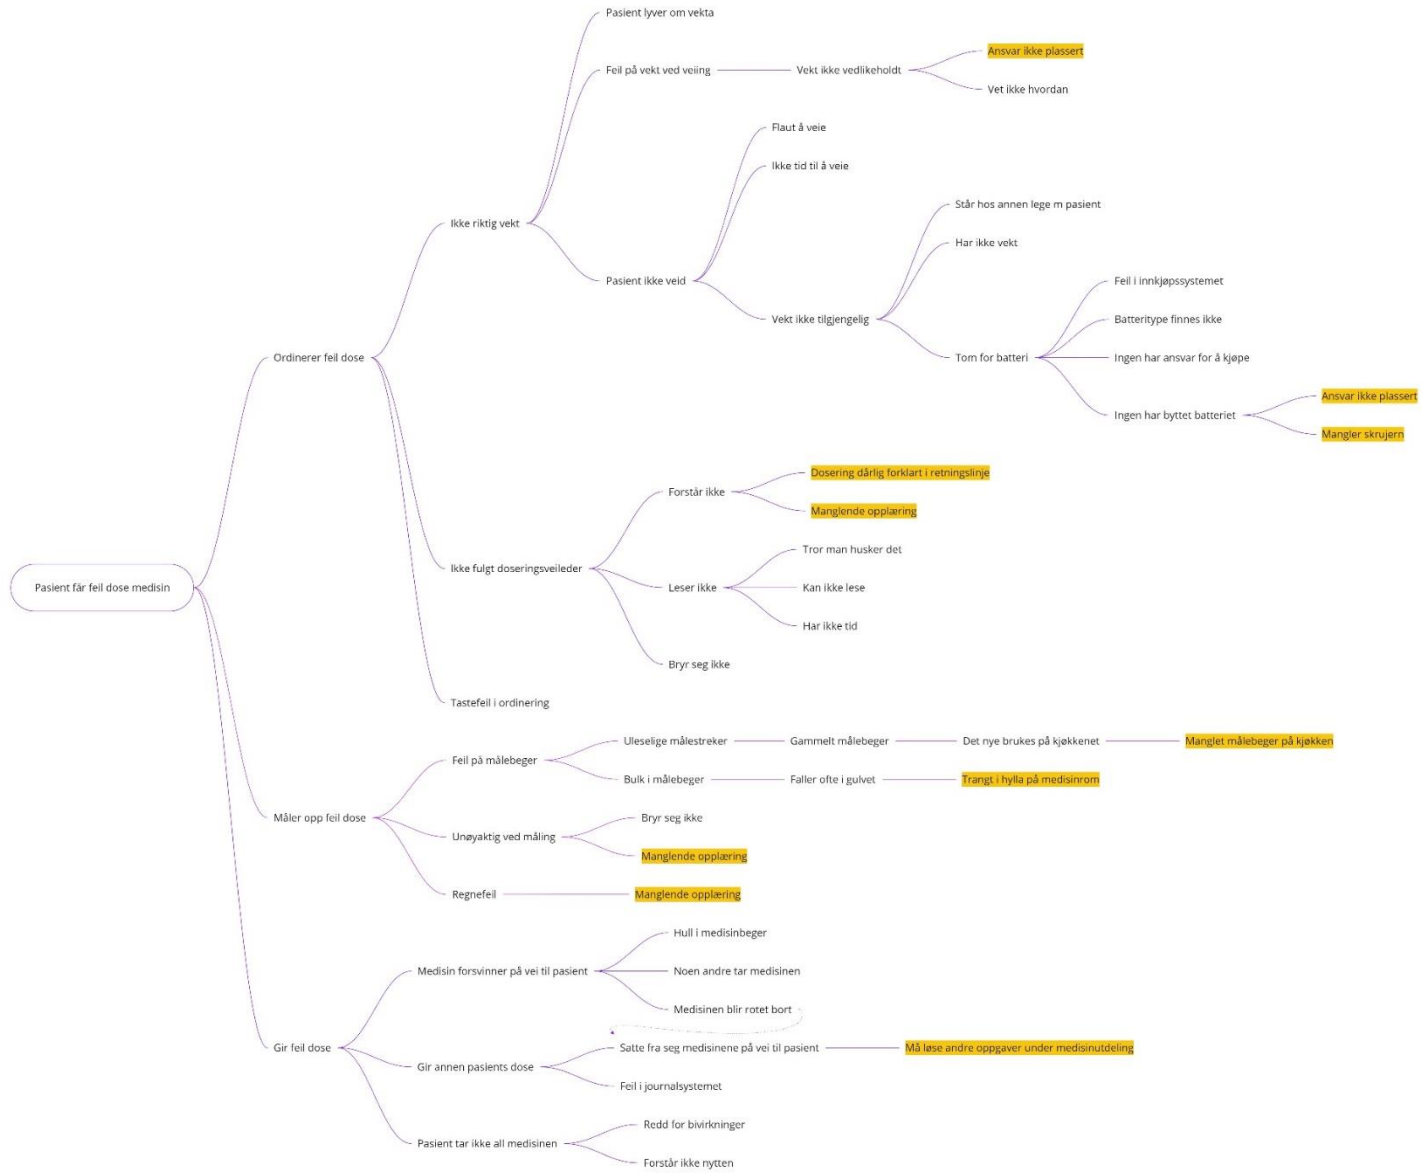 Pasient lyver om vekta
Ansvar ikke plassert
Feil på vekt ved veiing
Vekt ikke vedlikeholdt
Vet ikke hvordan
Flaut å veie
Ikke tid til å veie
Står hos annen lege m pasient
Ikke riktig vekt
Har ikke vekt
Pasient ikke veid
Feil i innkjøpssystemet
Vekt ikke tilgjengelig
Batteritype finnes ikke
Ordinerer feil dose
Tom for batteri
Ingen har ansvar for å kjøpe
Ansvar ikke plassert
Ingen har byttet batteriet
Mangler skrujern
Dosering dårlig forklart i retningslinje
Forstår ikke
Manglende opplæring
Tror man husker det
Ikke fulgt doseringsveileder
Pasient får feil dose medisin
Leser ikke
Kan ikke lese
Har ikke tid
Bryr seg ikke
Tastefeil i ordinering
Uleselige målestreker
Gammelt målebeger
Det nye brukes på kjøkkenet
Manglet målebeger på kjøkken
Feil på målebeger
Bulk i målebeger
Faller ofte i gulvet
Trangt i hylla på medisinrom
Måler opp feil dose
Bryr seg ikke
Unøyaktig ved måling
Manglende opplæring
Regnefeil
Manglende opplæring
Hull i medisinbeger
Medisin forsvinner på vei til pasient
Noen andre tar medisinen
Medisinen blir rotet bort
Gir feil dose
Satte fra seg medisinene på vei til pasient
Må løse andre oppgaver under medisinutdeling
Gir annen pasients dose
Feil i journalsystemet
Redd for bivirkninger
Pasient tar ikke all medisinen
Forstår ikke nytten